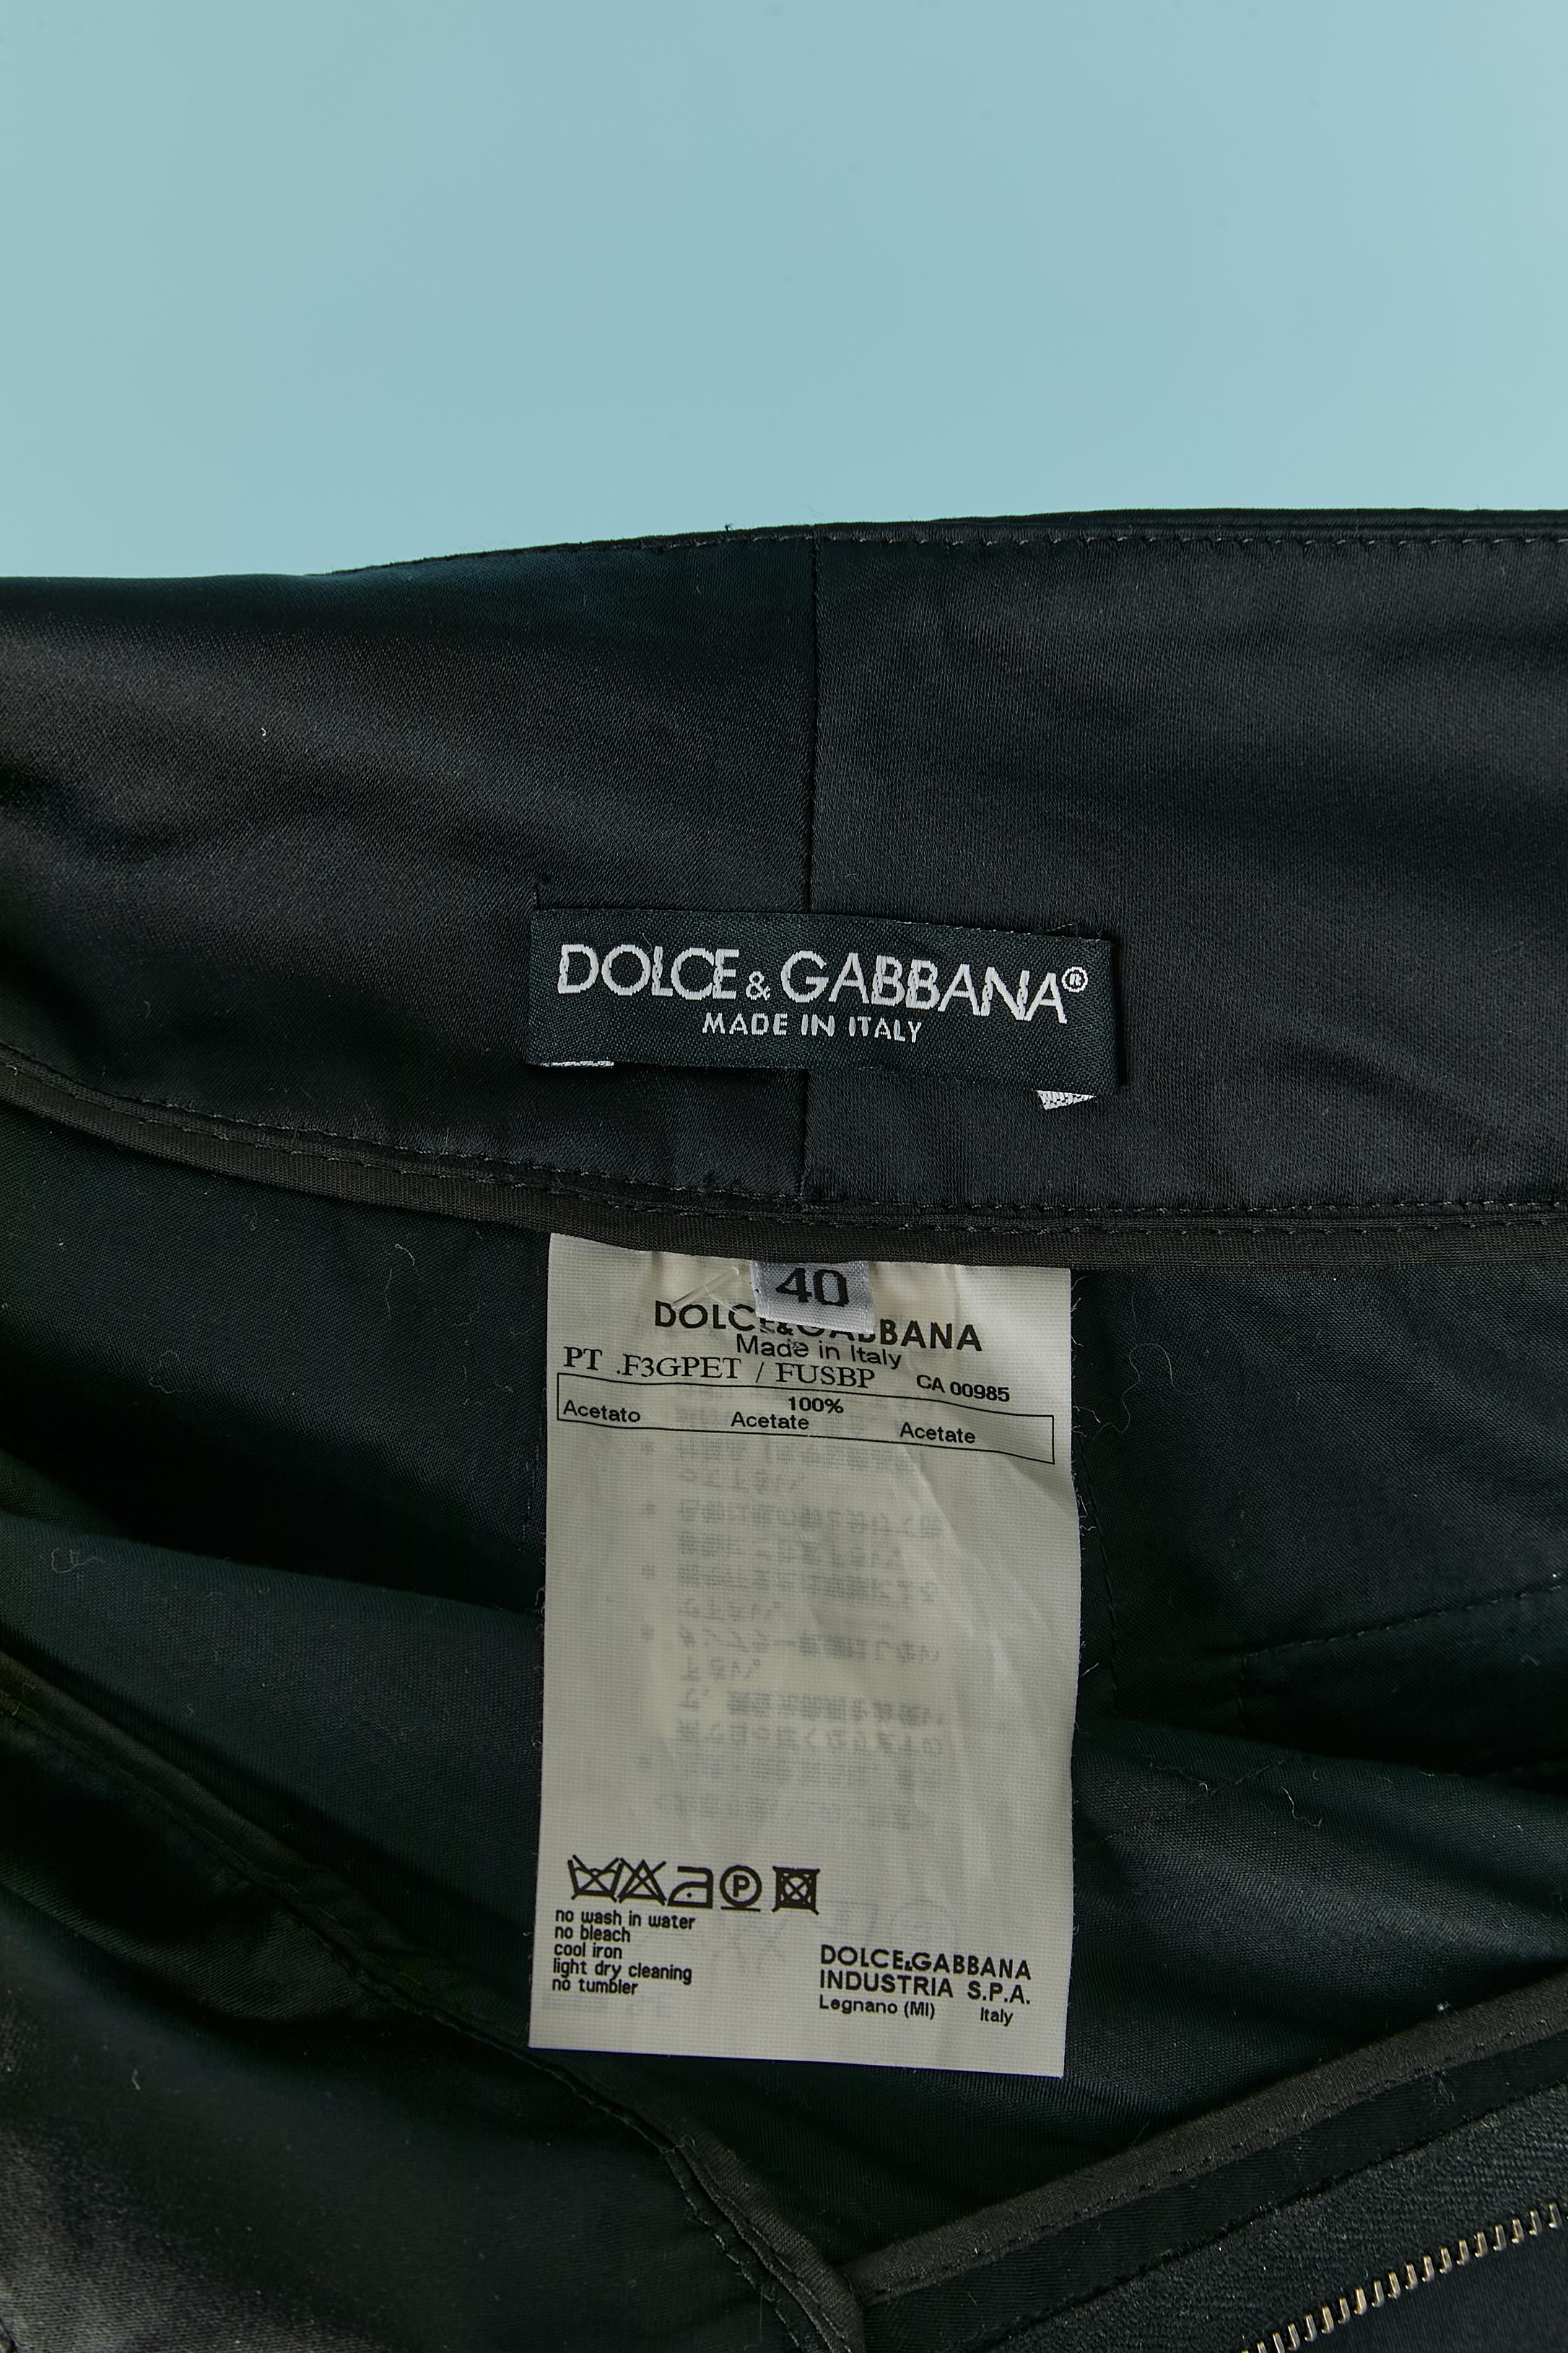 DOLCE & GABBANA®
MADE IN ITALY
40
DOLCE&GABBANA
Made in Italy
PT .F3GPET / FUSBP CA 00985
100%
Acetato Acetate Acetate
P
no wash in water
no bleach
cool iron
light dry cleaning
no tumbler
DOLCE&GABBANA
INDUSTRIA S.P.A.
Legnano (MI) Italy